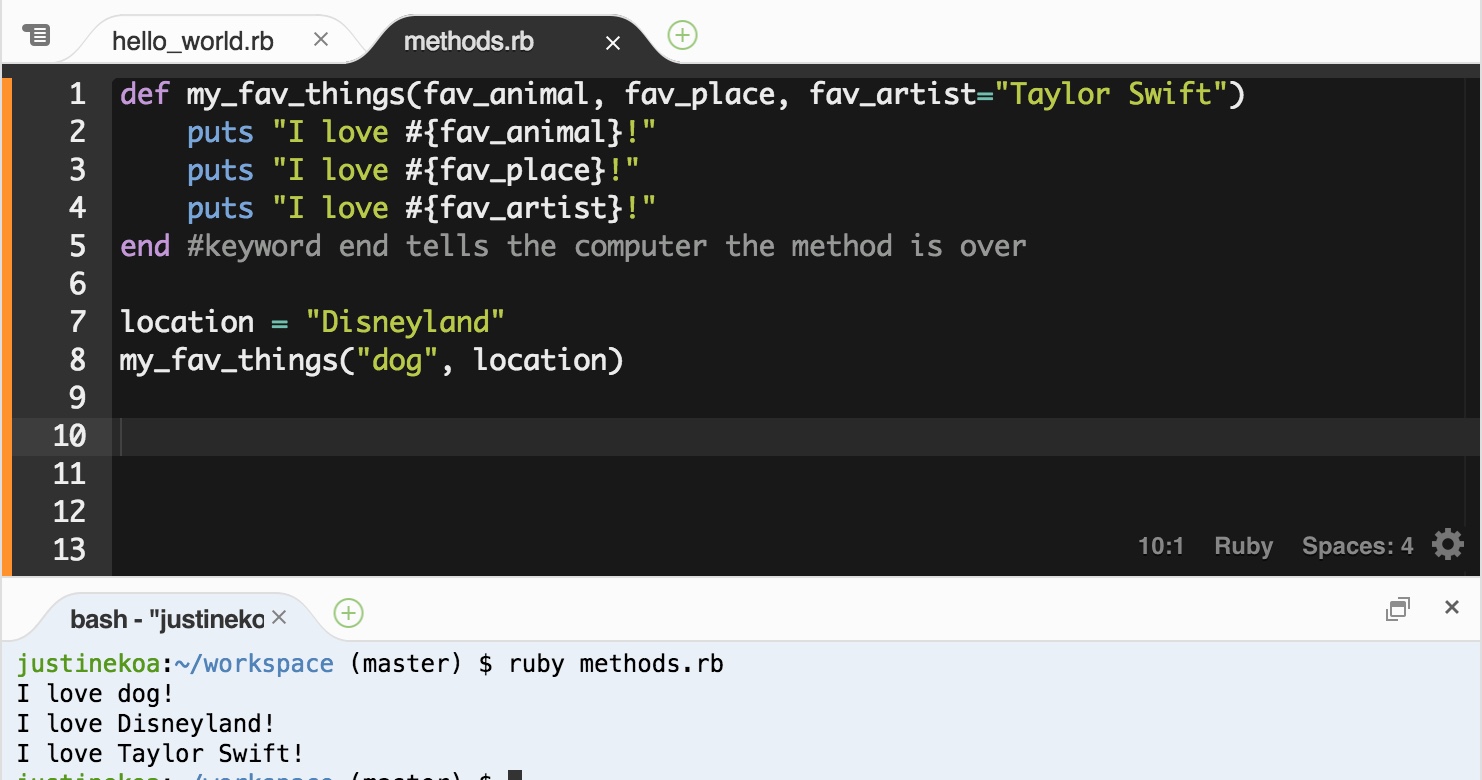 hello_world.rb
methods.rb
1 def my_fav_things(fav_animal, fav_place, fav_artist="Taylor Swift")
2     puts "I love #{fav_animal}!"
3     puts "I love #{fav_place}!"
4     puts "I love #{fav_artist}!"
5 end #keyword end tells the computer the method is over
6
7 location = "Disneyland"
8 my_fav_things("dog", location)
9
10
11
12
13
10:1 Ruby Spaces: 4
bash - "justineko
justinekoa:~/workspace (master) $ ruby methods.rb
I love dog!
I love Disneyland!
I love Taylor Swift!
justinekoa:~/workspace (master) $